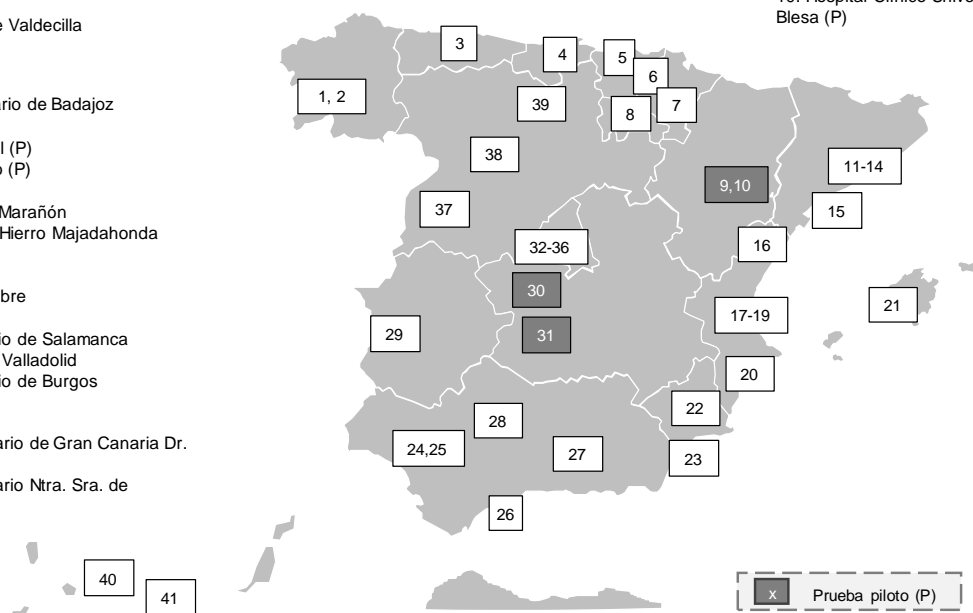 Blesa (P)
e Valdecilla
ario de Badajoz
l (P)
o (P)
Marañón
Hierro Majadahonda
bre
io de Salamanca
Valladolid
io de Burgos
ario de Gran Canaria Dr.
ario Ntra. Sra. de
3
4
5
6
7
8
1, 2
39
38
37
9,10
11-14
15
16
32-36
30
31
29
17-19
21
20
22
28
24,25
27
23
26
40
41
x Prueba piloto (P)